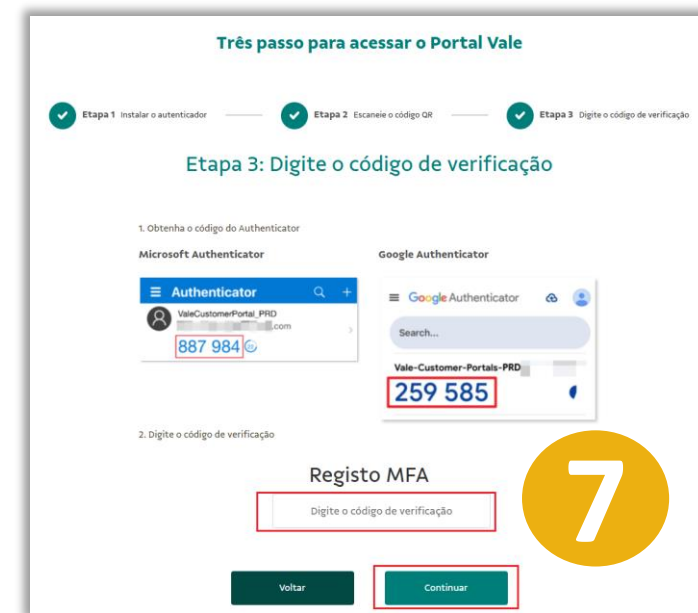 Três passo para acessar o Portal Vale
Etapa 1 Instalar o autenticador Etapa 2 Escaneie o código QR Etapa 3 Digite o código de verificação
Etapa 3: Digite o código de verificação
1. Obtenha o código do Authenticator
Microsoft Authenticator Google Authenticator
Authenticator
ValeCustomerPortal_PRD
.com
887 984
Google Authenticator
Search...
Vale-Customer-Portals-PRD
259 585
2. Digite o código de verificação
Registo MFA
Digite o código de verificação
Voltar Continuar
7